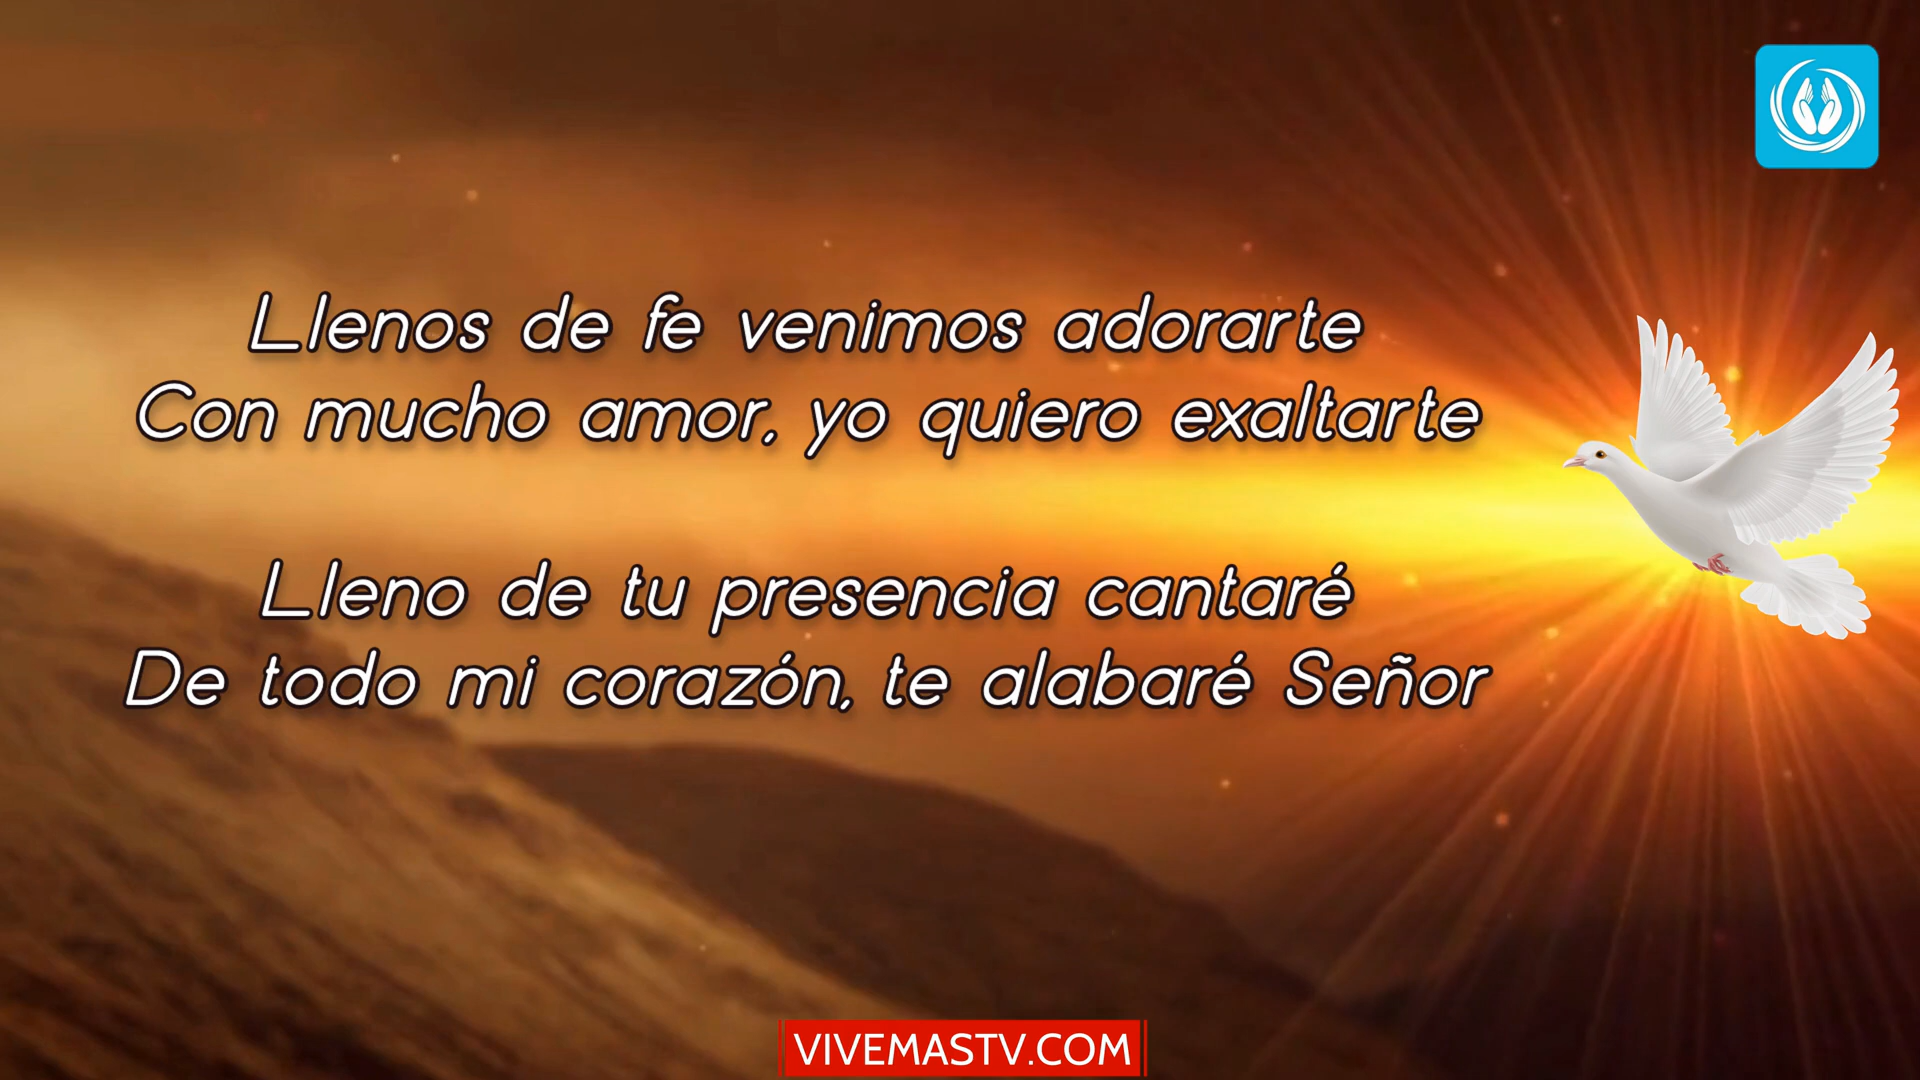 Llenos de fe venimos adorarte
Con mucho amor, yo quiero exaltarte
Lleno de tu presencia cantaré
De todo mi corazón, te alabaré Señor
VIVEMASTV.COM